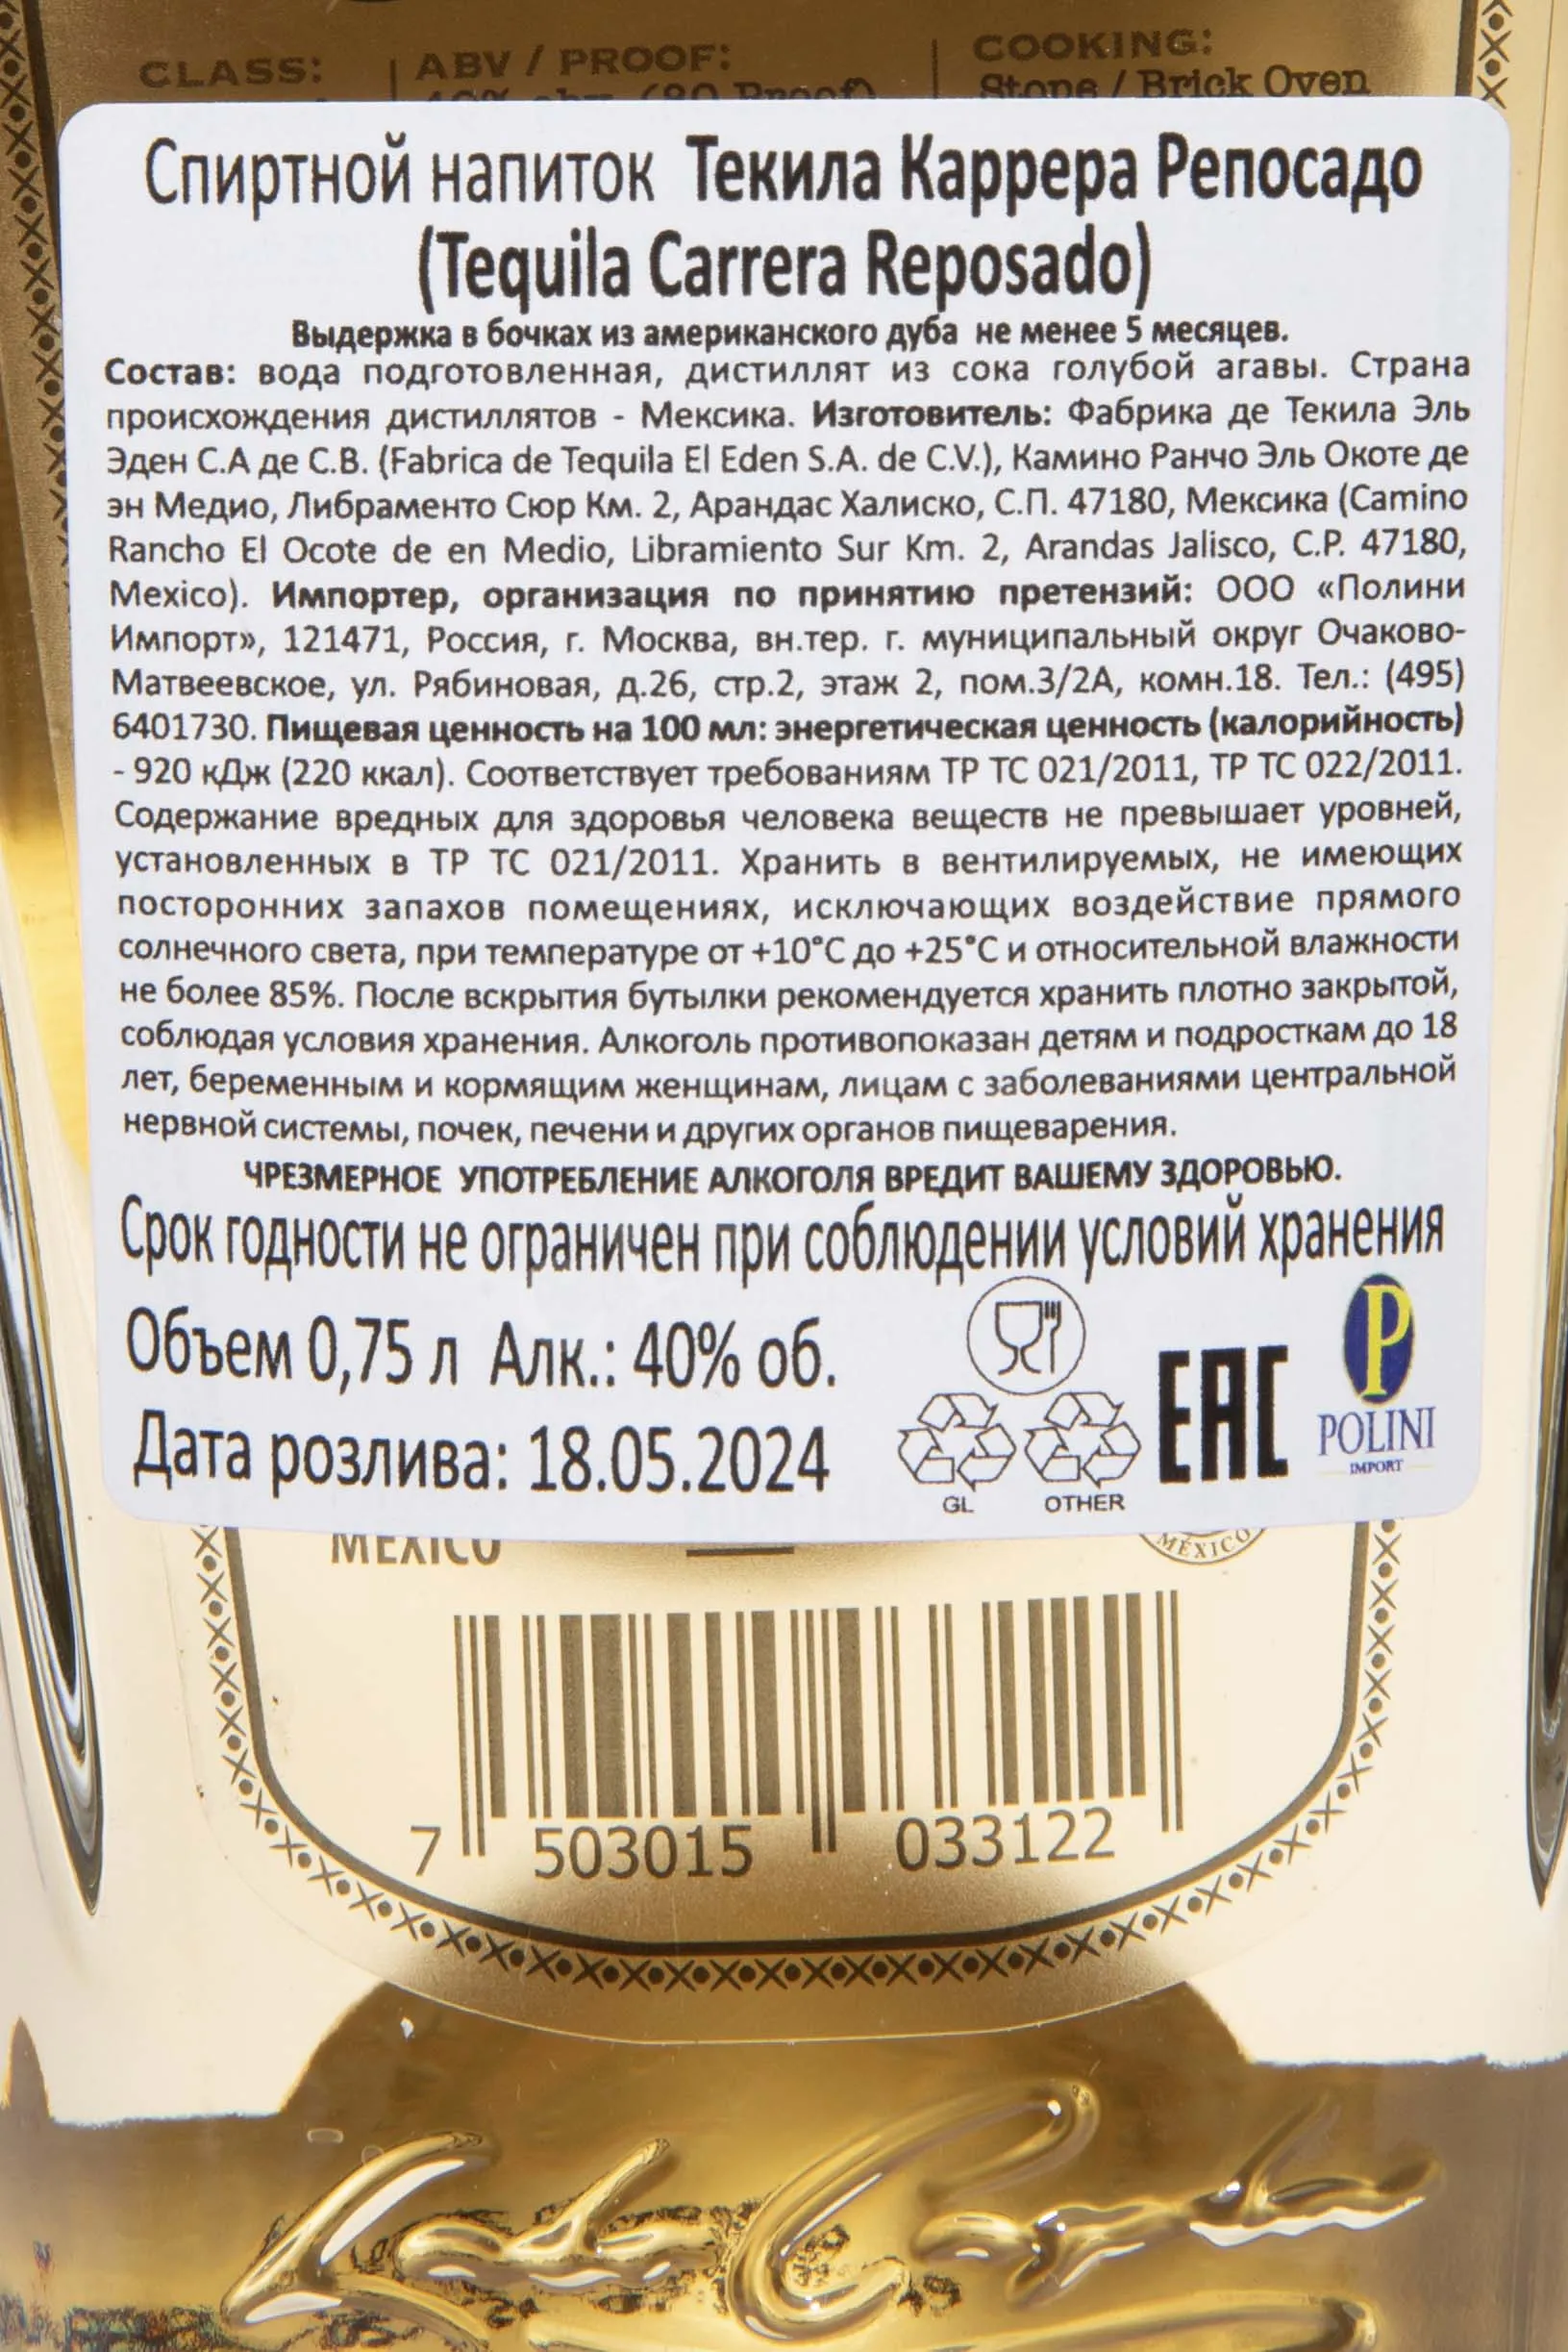 CLASS:
ABV / PROOF:
COOKING:
Stone / Brick Oven
Спиртной напиток Текила Каррера Репосадо
(Tequila Carrera Reposado)
Выдержка в бочках из американского дуба не менее 5 месяцев.
Состав: вода подготовленная, дистиллят из сока голубой агавы. Страна
происхождения дистиллятов - Мексика. Изготовитель: Фабрика де Текила Эль
Эден С.А де С.В. (Fabrica de Tequila El Eden S.A. de C.V.), Камино Ранчо Эль Окоте де
эн Медио, Либраменто Сюр Км. 2, Арандас Халиско, С.П. 47180, Мексика (Camino
Rancho El Ocote de en Medio, Libramiento Sur Km. 2, Arandas Jalisco, C.P. 47180,
Mexico). Импортер, организация по принятию претензий: ООО «Полини
Импорт», 121471, Россия, г. Москва, вн.тер. г. муниципальный округ Очаково-
Матвеевское, ул. Рябиновая, д.26, стр.2, этаж 2, пом.3/2А, комн.18. Тел.: (495)
6401730. Пищевая ценность на 100 мл: энергетическая ценность (калорийность)
- 920 кДж (220 ккал). Соответствует требованиям ТР ТС 021/2011, ТР ТС 022/2011.
Содержание вредных для здоровья человека веществ не превышает уровней,
установленных в ТР ТС 021/2011. Хранить в вентилируемых, не имеющих
посторонних запахов помещениях, исключающих воздействие прямого
солнечного света, при температуре от +10°C до +25°C и относительной влажности
не более 85%. После вскрытия бутылки рекомендуется хранить плотно закрытой,
соблюдая условия хранения. Алкоголь противопоказан детям и подросткам до 18
лет, беременным и кормящим женщинам, лицам с заболеваниями центральной
нервной системы, почек, печени и других органов пищеварения.
ЧРЕЗМЕРНОЕ УПОТРЕБЛЕНИЕ АЛКОГОЛЯ ВРЕДИТ ВАШЕМУ ЗДОРОВЬЮ.
Срок годности не ограничен при соблюдении условий хранения
Объем 0,75 л Алк.: 40% об.
Дата розлива: 18.05.2024
GL
OTHER
EAC
P
POLINI
IMPORT
MEXICO
MÉXICO
7 503015 033122